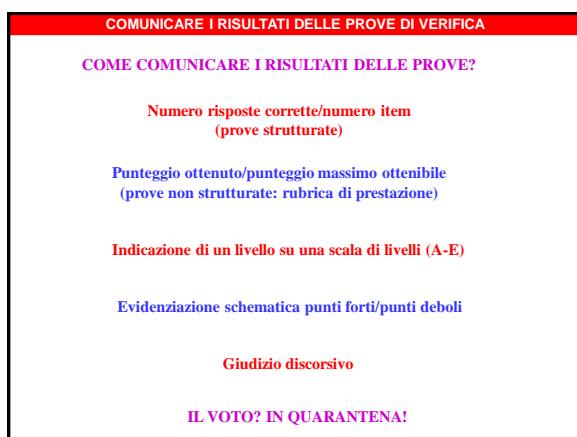 COMUNICARE I RISULTATI DELLE PROVE DI VERIFICA
COME COMUNICARE I RISULTATI DELLE PROVE?
Numero risposte corrette/numero item
(prove strutturate)
Punteggio ottenuto/punteggio massimo ottenibile
(prove non strutturate: rubrica di prestazione)
Indicazione di un livello su una scala di livelli (A-E)
Evidenziazione schematica punti forti/punti deboli
Giudizio discorsivo
IL VOTO? IN QUARANTENA!